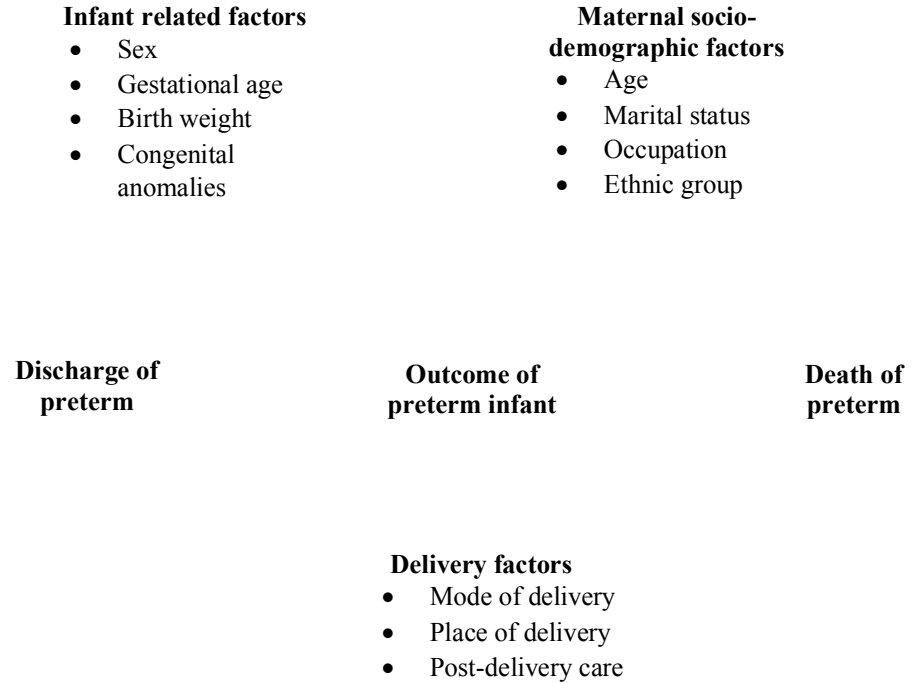 Infant related factors
• Sex
• Gestational age
• Birth weight
• Congenital
anomalies
Maternal socio-
demographic factors
• Age
• Marital status
• Occupation
• Ethnic group
Discharge of
preterm
Outcome of
preterm infant
Death of
preterm
Delivery factors
• Mode of delivery
• Place of delivery
• Post-delivery care